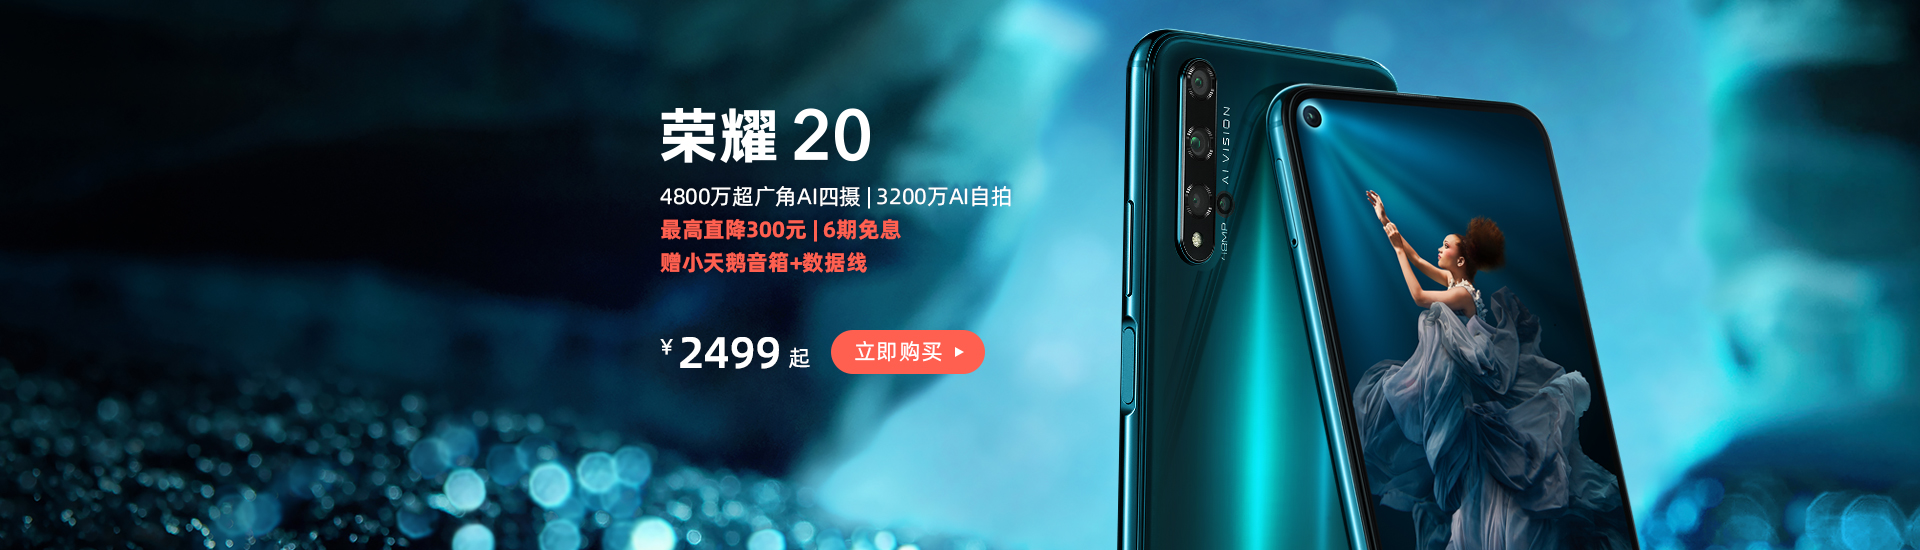 荣耀 20
4800万超广角AI四摄 | 3200万AI自拍
最高直降300元 | 6期免息
赠小天鹅音箱+数据线
¥ 2499 起
立即购买
48MP AI VISION